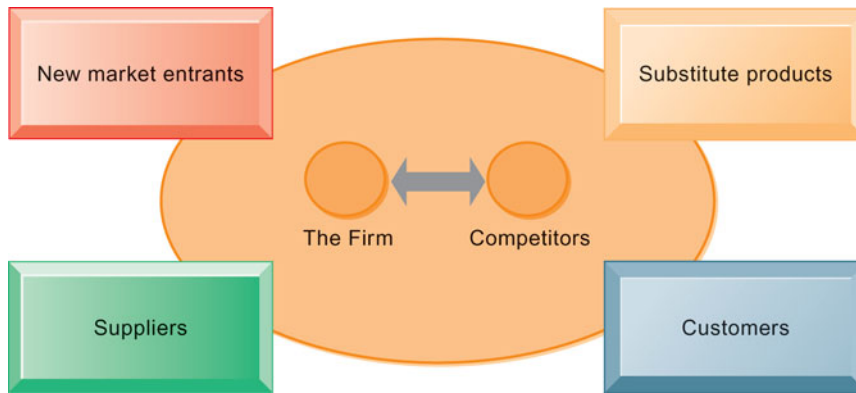 New market entrants
Substitute products
The Firm
Competitors
Suppliers
Customers